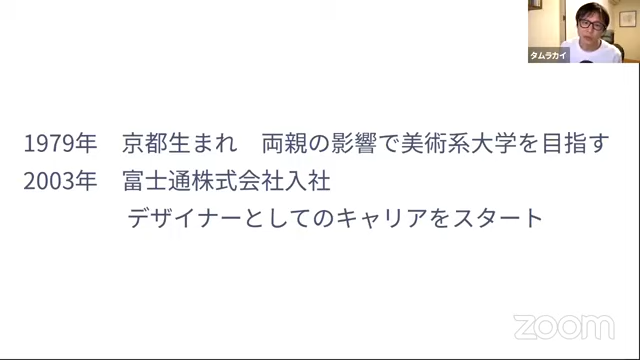 タムラカイ
1979年 京都生まれ 両親の影響で美術系大学を目指す
2003年 富士通株式会社入社
デザイナーとしてのキャリアをスタート
zoom